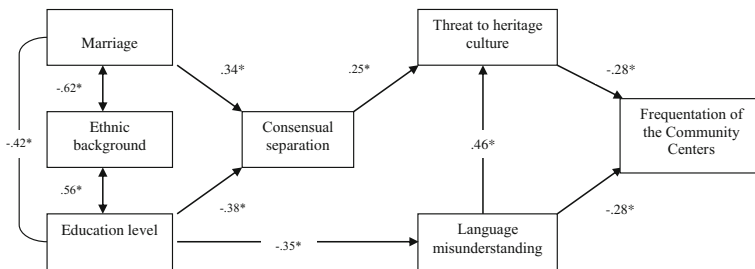 Marriage
Threat to heritage
culture
.34*
.25*
-.28*
-.62*
Ethnic
background
Consensual
separation
Frequentation of
the Community
Centers
-.42*
.46*
.56*
-.38*
-.28*
Education level
-.35*
Language
misunderstanding